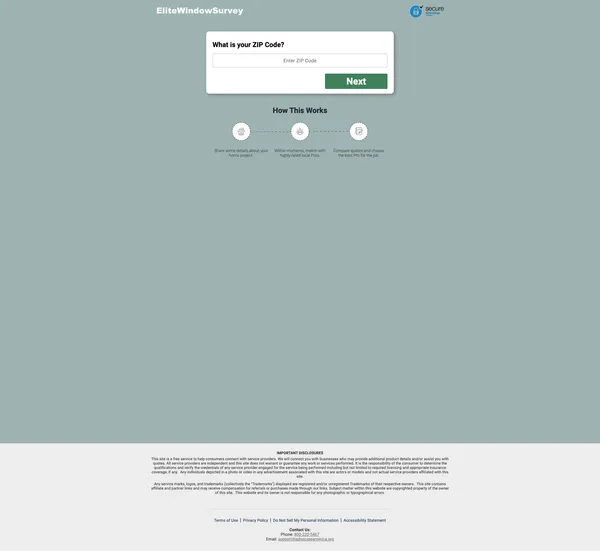 EliteWindowSurvey
secure
What is your ZIP Code?
Enter ZIP Code
Next
How This Works
Share some details about your
home project.
Within moments, match with
highly-rated local Pros.
Compare quotes and choose
the best Pro for the job.
IMPORTANT DISCLOSURES
This site is a free service to help consumers connect with service providers. We will connect you with businesses who may provide additional product details and/or assist you with
quotes. All service providers are independent and this site does not warrant or guarantee any work or services performed. It is the responsibility of the consumer to determine the
qualifications and verify the credentials of any service provider engaged for the service being performed including but not limited to required licensing and appropriate insurance
coverage, if any. Any individuals depicted in a photo or video in any advertisement associated with this site are actors or models and not actual service providers affiliated with this
site.
Any service marks, logos, and trademarks (collectively the "Trademarks") displayed are registered and/or unregistered Trademarks of their respective owners. This site contains
affiliate and partner links and may receive compensation for referrals or purchases made through our links. Subject matter within this website are copyrighted property of the owner
of this site. This website and its owner is not responsible for any photographic or typographical errors.
Terms of Use | Privacy Policy | Do Not Sell My Personal Information | Accessibility Statement
Contact Us:
Phone: 800-220-5467
Email: